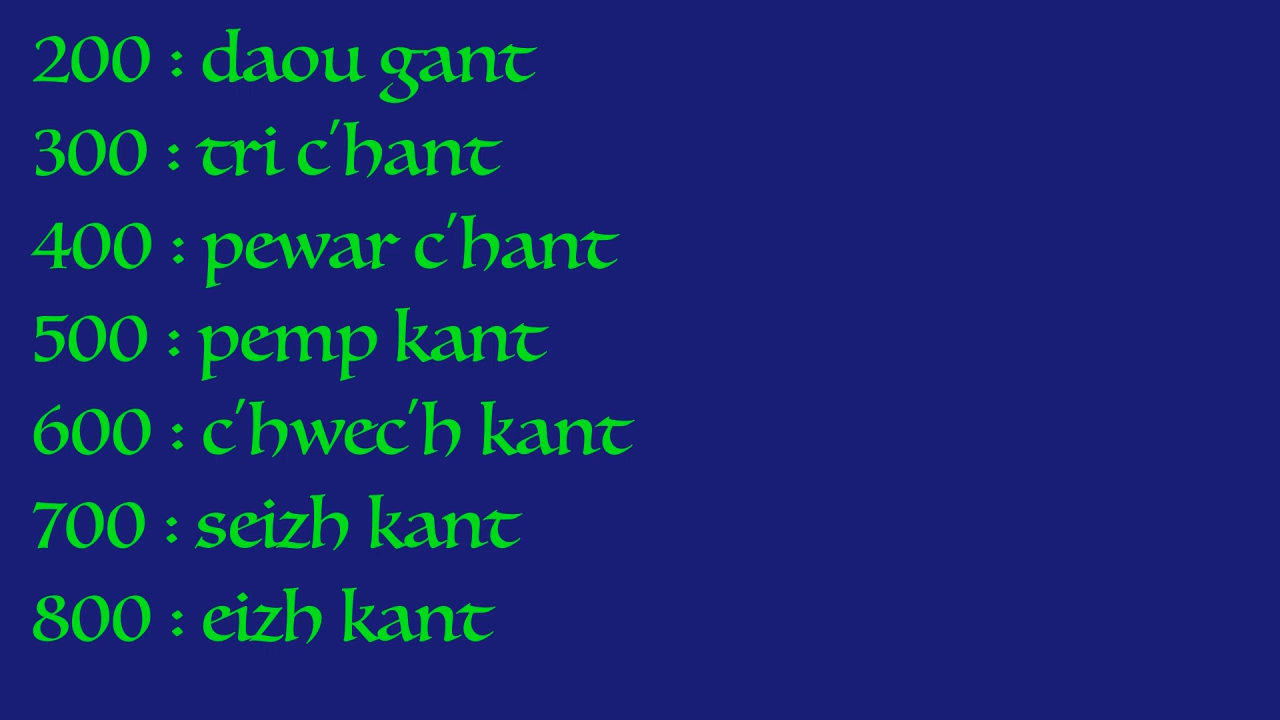 200 : daou gant
300 : tri c'hant
400 : pewar c'hant
500 : pemp kant
600 : c'hwec'h kant
700 : seizh kant
800 : eizh kant